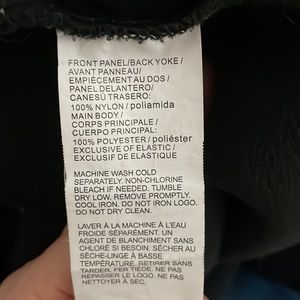 FRONT PANEL/BACK YOKE/
AVANT PANNEAU/
EMPIECEMENT AU DOS/
PANEL DELANTERO/
CANESÚ TRASERO:
100% NYLON / poliamida
MAIN BODY /
CORPS PRINCIPALE /
CUERPO PRINCIPAL:
100% POLYESTER / poliéster
EXCLUSIVE OF ELASTIC /
EXCLUSIF DE ELASTIQUE
MACHINE WASH COLD
SEPARATELY. NON-CHLORINE
BLEACH IF NEEDED. TUMBLE
DRY LOW. REMOVE PROMPTLY.
COOL IRON. DO NOT IRON LOGO.
DO NOT DRY CLEAN.
LAVER À LA MACHINE À L'EAU
FROIDE SÉPARÉMENT. UN
AGENT DE BLANCHIMENT SANS
CHLORE SI BESOIN. SÉCHER AU
SÈCHE-LINGE À BASSE
TEMPÉRATURE. RETIRER SANS
TARDER. FER TIÈDE. NE PAS
REPASSER LE LOGO. NE PAS
NETTOYER À SEC.